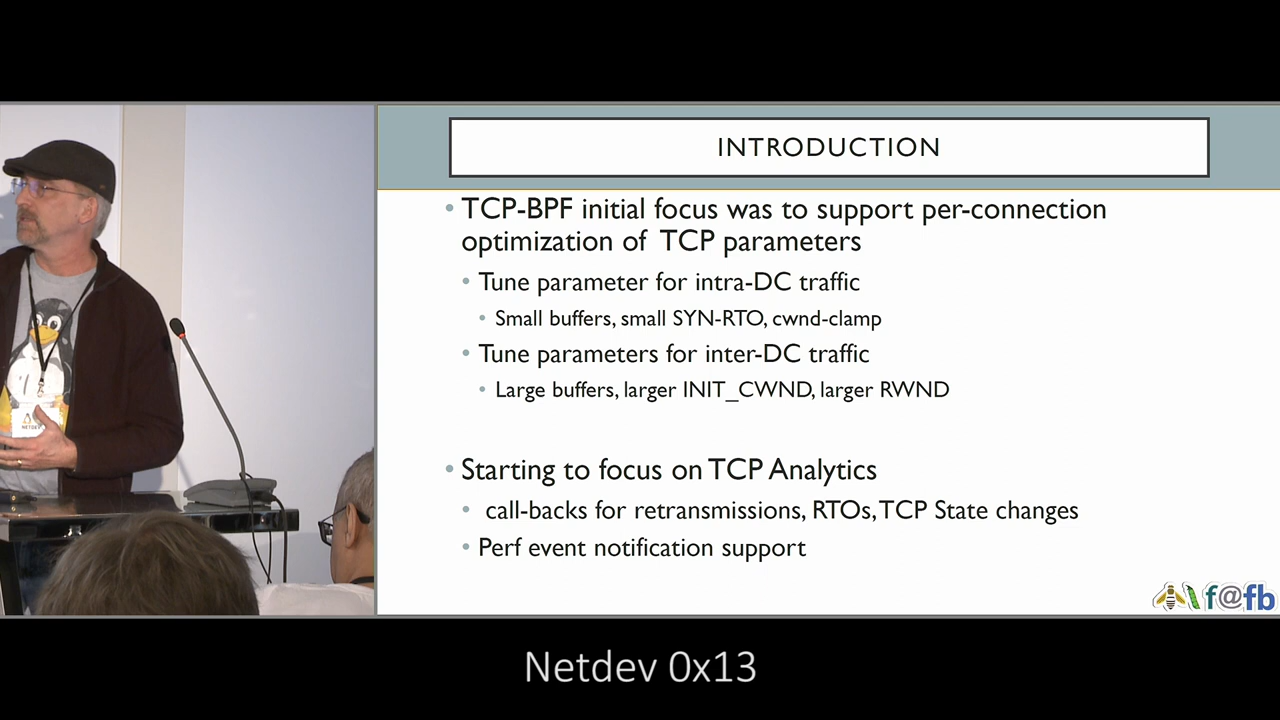 INTRODUCTION
• TCP-BPF initial focus was to support per-connection
optimization of TCP parameters
• Tune parameter for intra-DC traffic
• Small buffers, small SYN-RTO, cwnd-clamp
• Tune parameters for inter-DC traffic
• Large buffers, larger INIT_CWND, larger RWND
• Starting to focus on TCP Analytics
• call-backs for retransmissions, RTOs, TCP State changes
• Perf event notification support
f@fb
NETDEV
Netdev 0x13